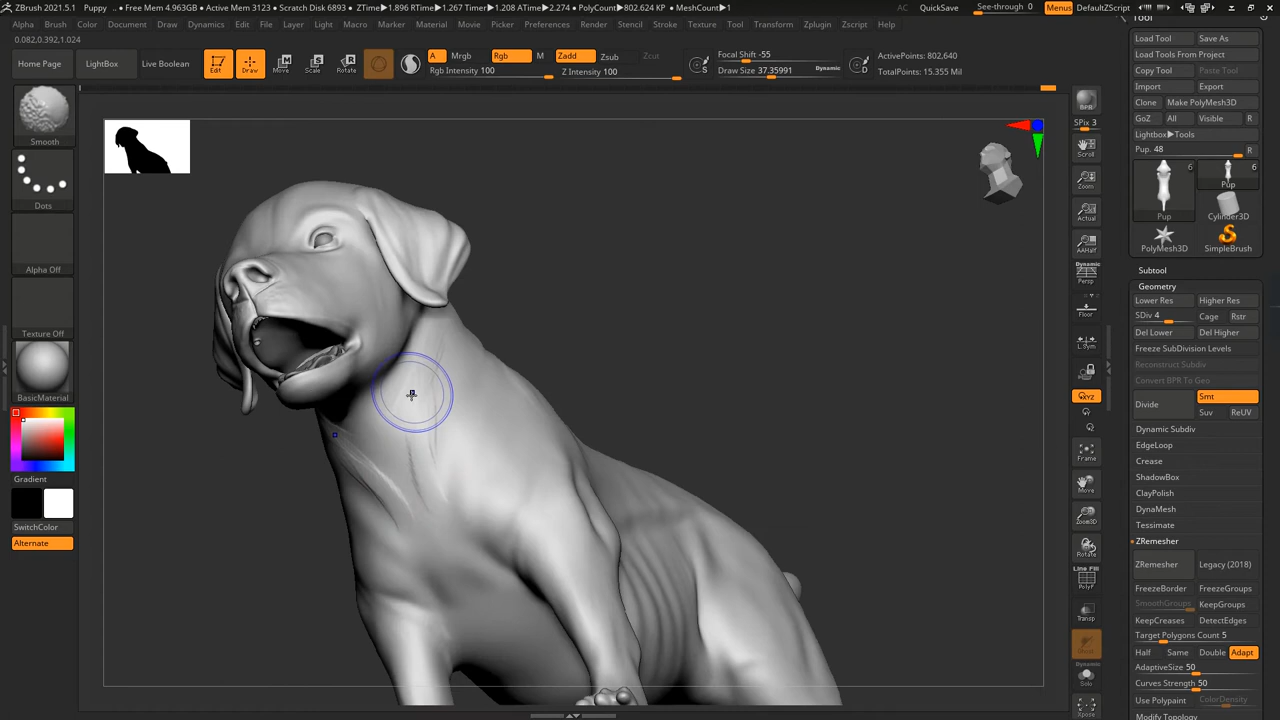 ZBrush 2021.5.1 Puppy • Free Mem 4.963GB • Active Mem 3123 • Scratch Disk 6893 • ZTime▶1.896 RTime▶1.267 Timer▶1.208 ATime▶2.274 • PolyCount▶802.624 KP • MeshCount▶1
AC QuickSave See-through 0 Menus DefaultZScript
Alpha Brush Color Document Draw Dynamics Edit File Layer Light Macro Marker Material Movie Picker Preferences Render Stencil Stroke Texture Tool Transform Zplugin Zscript Help
0.082,0.392,1.024
Home Page LightBox Live Boolean Edit Draw Move Scale Rotate
A Mrgb Rgb M Zadd Zsub Zcut
Rgb Intensity 100 Z Intensity 100
Focal Shift -55
Draw Size 37.35991 Dynamic
S D
ActivePoints: 802,640
TotalPoints: 15.355 Mil
Smooth
Dots
Alpha Off
Texture Off
BasicMaterial
Gradient
SwitchColor
Alternate
BPR
SPix 3
Scroll
Zoom
Actual
AAHalf
Dynamic
Persp
Floor
L.Sym
Frame
Move
Zoom3D
Rotate
Line Fill
PolyF
Transp
Dynamic
Solo
Xpose
Tool
Load Tool Save As
Load Tools From Project
Copy Tool Paste Tool
Import Export
Clone Make PolyMesh3D
GoZ All Visible R
Lightbox▶Tools
Pup. 48 R
6 6
Pup Pup
Cylinder3D
PolyMesh3D SimpleBrush
Subtool
Geometry
Lower Res Higher Res
SDiv 4 Cage Rstr
Del Lower Del Higher
Freeze SubDivision Levels
Reconstruct Subdiv
Convert BPR To Geo
Divide Smt
Suv ReUV
Dynamic Subdiv
EdgeLoop
Crease
ShadowBox
ClayPolish
DynaMesh
Tessimate
ZRemesher
ZRemesher Legacy (2018)
FreezeBorder FreezeGroups
SmoothGroups KeepGroups
KeepCreases DetectEdges
Target Polygons Count 5
Half Same Double Adapt
AdaptiveSize 50
Curves Strength 50
Use Polypaint ColorDensity
Modify Topology